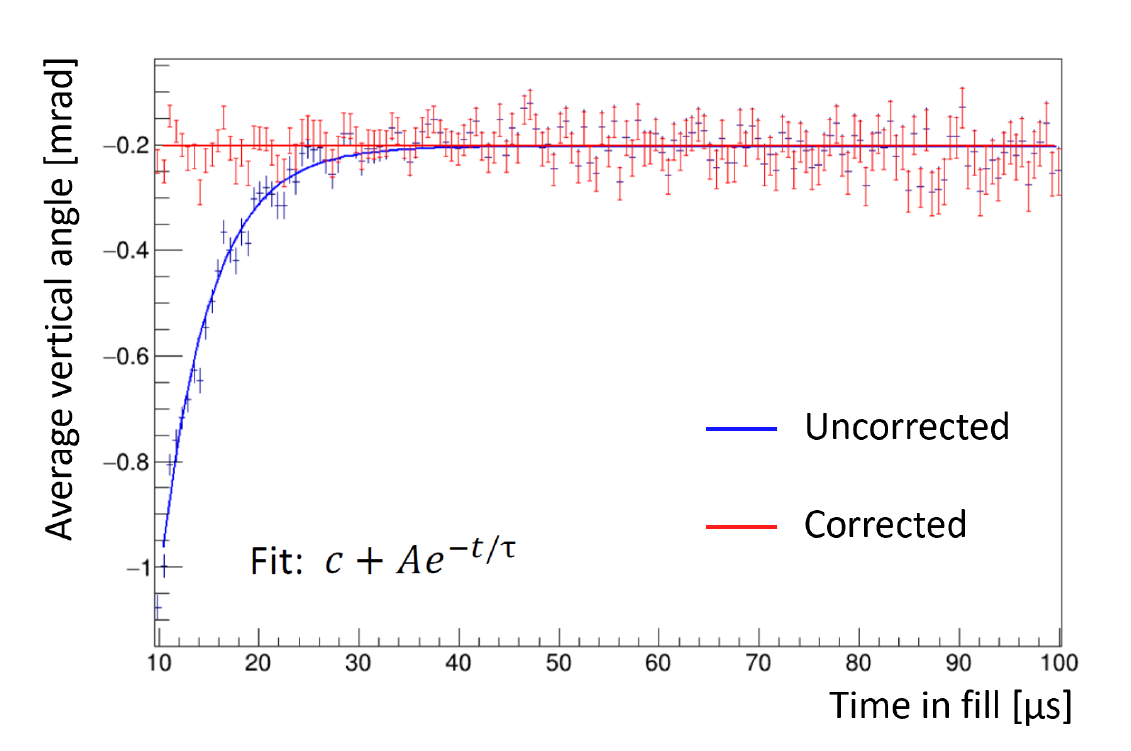 Average vertical angle [mrad]
−0.2
−0.4
−0.6
−0.8
−1
Uncorrected
Corrected
Fit: c + Ae^{−t/τ}
10 20 30 40 50 60 70 80 90 100
Time in fill [μs]